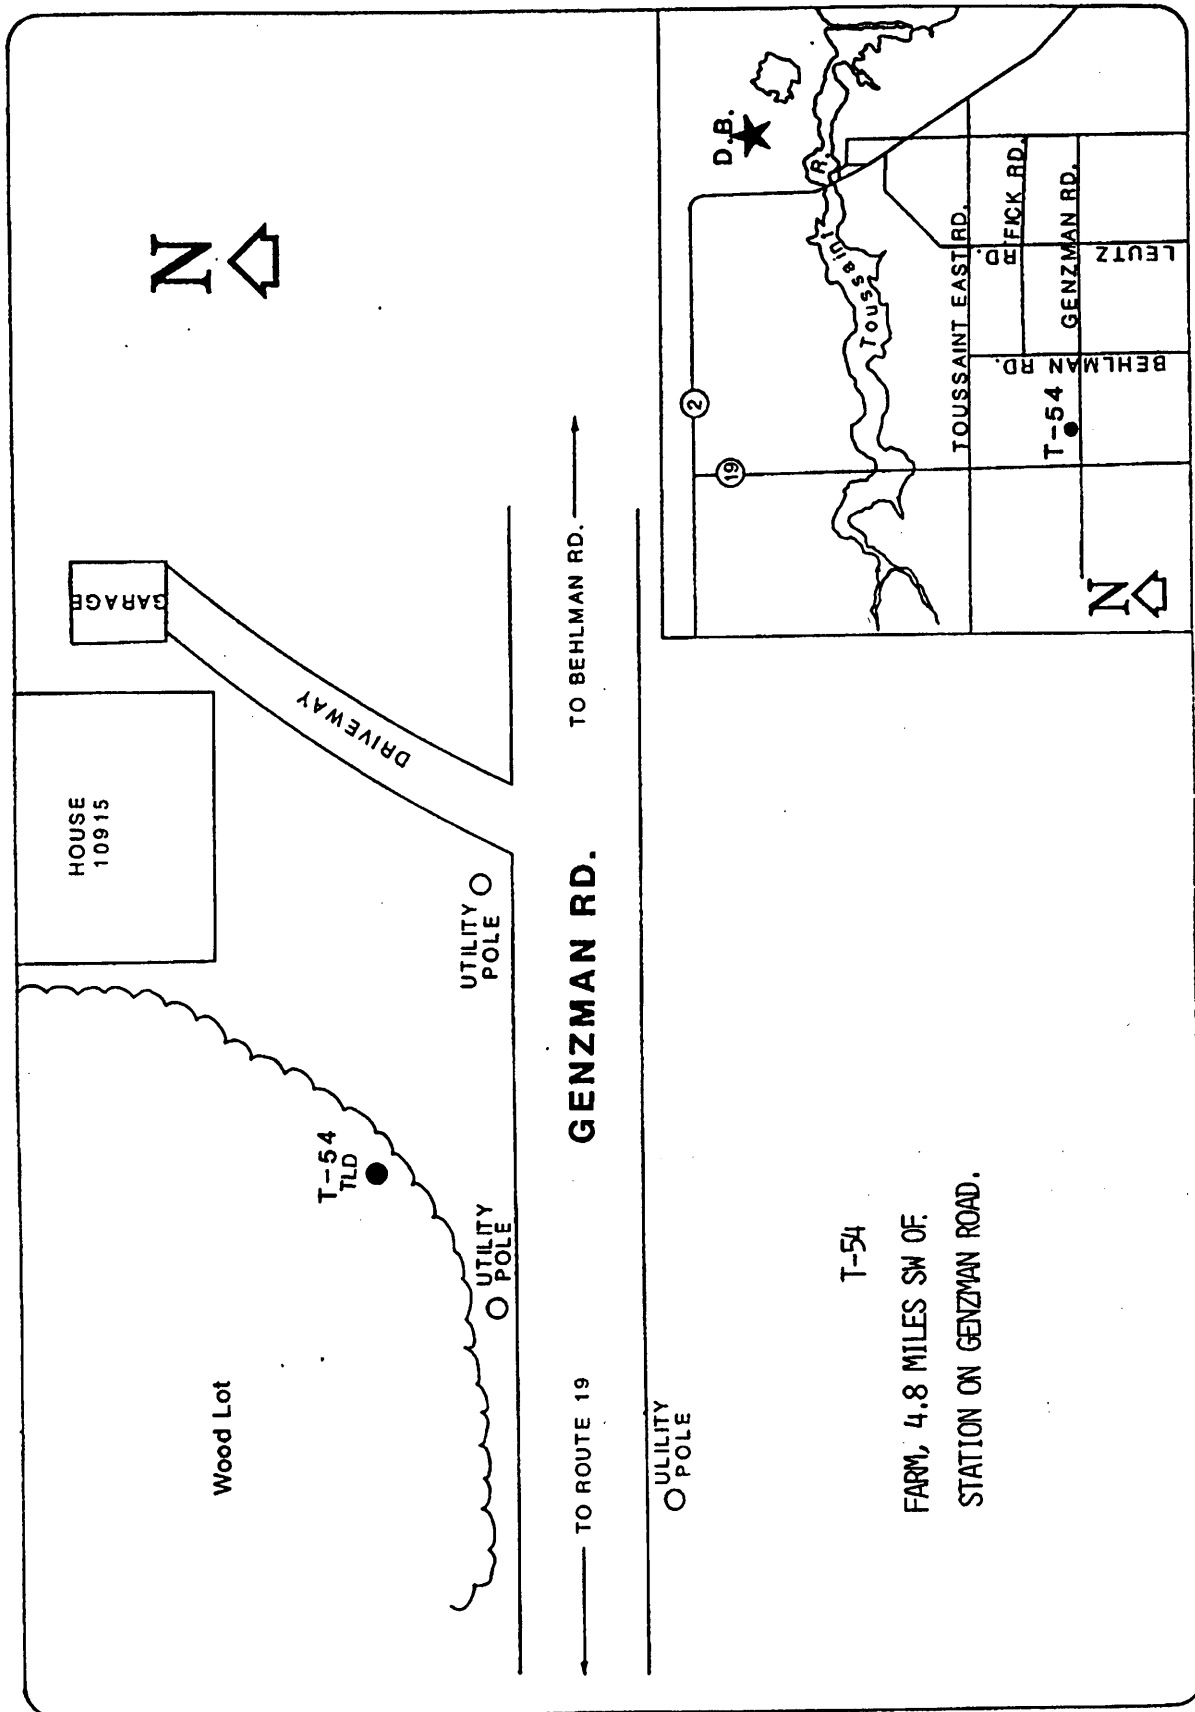 N
HOUSE
10915
GARAGE
DRIVEWAY
Wood Lot
T-54
TLD
UTILITY
POLE
UTILITY
POLE
TO ROUTE 19
GENZMAN RD.
TO BEHLMAN RD.
ULILITY
POLE
T-54
FARM, 4.8 MILES SW OF.
STATION ON GENZMAN ROAD.
2
19
D.B.
Toussaint
R.
TOUSSAINT EAST RD.
FICK RD.
GENZMAN RD.
BEHLMAN RD.
LEUTZ RD.
T-54
N